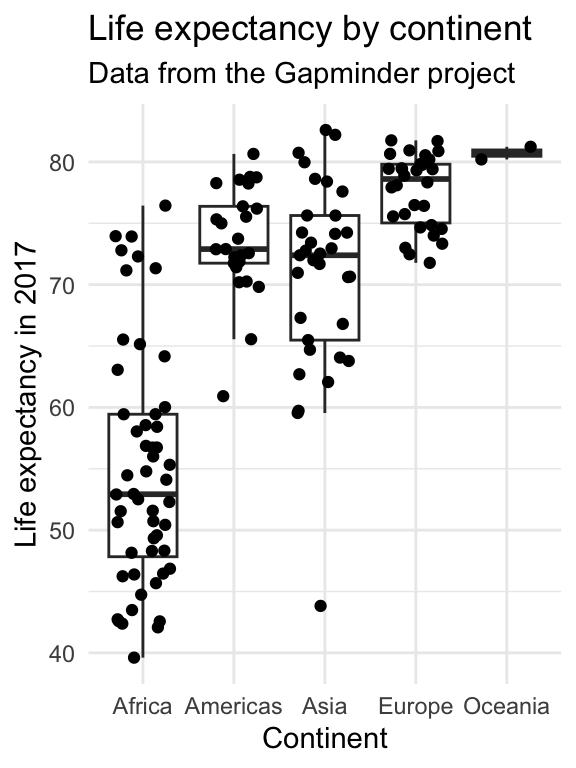 Life expectancy by continent
Data from the Gapminder project
Life expectancy in 2017
80
70
60
50
40
Africa Americas Asia Europe Oceania
Continent